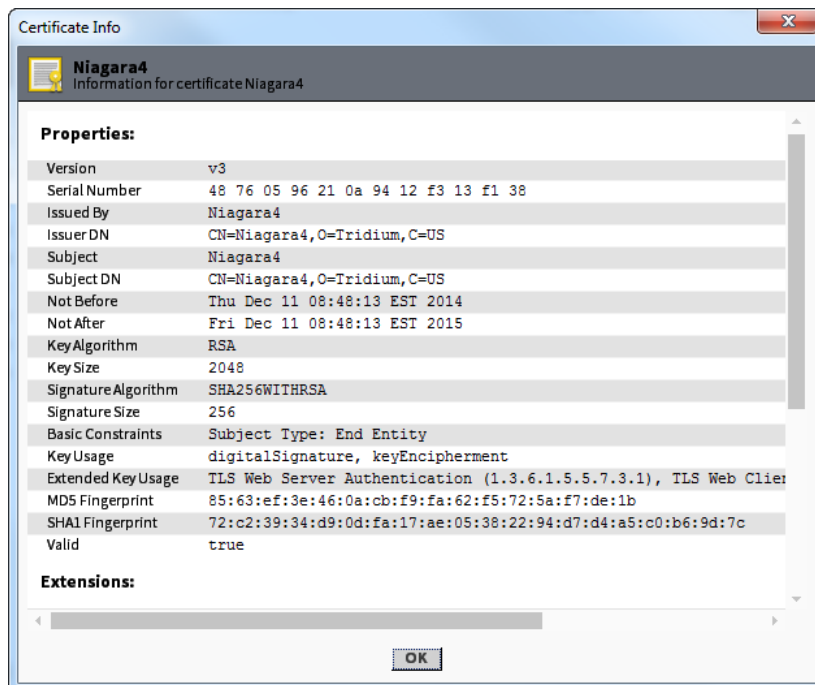 Certificate Info
Niagara4
Information for certificate Niagara4
Properties:
Version v3
Serial Number 48 76 05 96 21 0a 94 12 f3 13 f1 38
Issued By Niagara4
Issuer DN CN=Niagara4,O=Tridium,C=US
Subject Niagara4
Subject DN CN=Niagara4,O=Tridium,C=US
Not Before Thu Dec 11 08:48:13 EST 2014
Not After Fri Dec 11 08:48:13 EST 2015
Key Algorithm RSA
Key Size 2048
Signature Algorithm SHA256WITHRSA
Signature Size 256
Basic Constraints Subject Type: End Entity
Key Usage digitalSignature, keyEncipherment
Extended Key Usage TLS Web Server Authentication (1.3.6.1.5.5.7.3.1), TLS Web Clie
MD5 Fingerprint 85:63:ef:3e:46:0a:cb:f9:fa:62:f5:72:5a:f7:de:1b
SHA1 Fingerprint 72:c2:39:34:d9:0d:fa:17:ae:05:38:22:94:d7:d4:a5:c0:b6:9d:7c
Valid true
Extensions:
OK